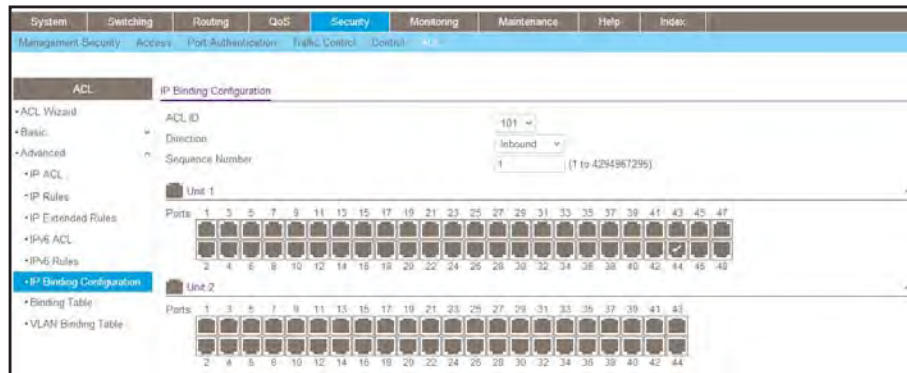 System Switching Routing QoS Security Monitoring Maintenance Help Index
Management Security Access Port Authentication Traffic Control Control ACL
ACL
IP Binding Configuration
•ACL Wizard
•Basic
•Advanced
•IP ACL
•IP Rules
•IP Extended Rules
•IPv6 ACL
•IPv6 Rules
•IP Binding Configuration
•Binding Table
•VLAN Binding Table
ACL ID 101
Direction Inbound
Sequence Number 1 (1 to 4294967295)
Unit 1
Ports 1 3 5 7 9 11 13 15 17 19 21 23 25 27 29 31 33 35 37 39 41 43 45 47
2 4 6 8 10 12 14 16 18 20 22 24 26 28 30 32 34 36 38 40 42 44 46 48
Unit 2
Ports 1 3 5 7 9 11 13 15 17 19 21 23 25 27 29 31 33 35 37 39 41 43
2 4 6 8 10 12 14 16 18 20 22 24 26 28 30 32 34 36 38 40 42 44